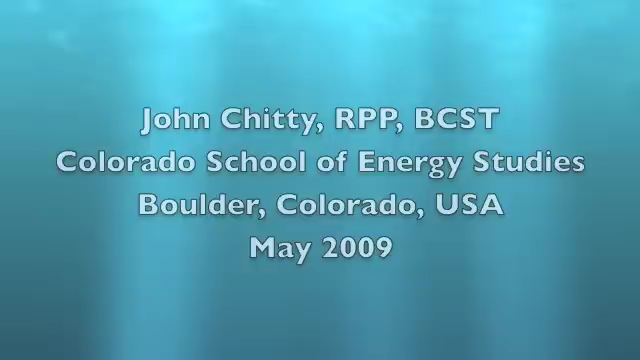 John Chitty, RPP, BCST
Colorado School of Energy Studies
Boulder, Colorado, USA
May 2009